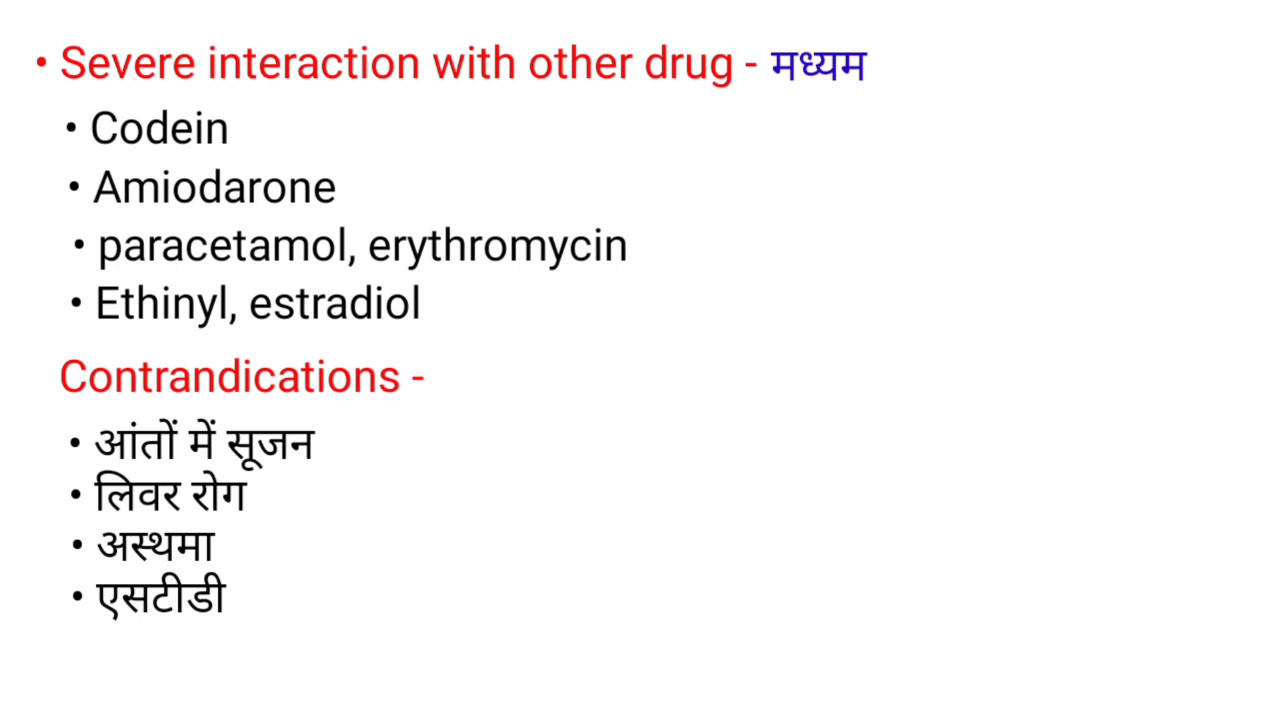 • Severe interaction with other drug - मध्यम
• Codein
• Amiodarone
• paracetamol, erythromycin
• Ethinyl, estradiol
Contrandications -
• आंतों में सूजन
• लिवर रोग
• अस्थमा
• एसटीडी